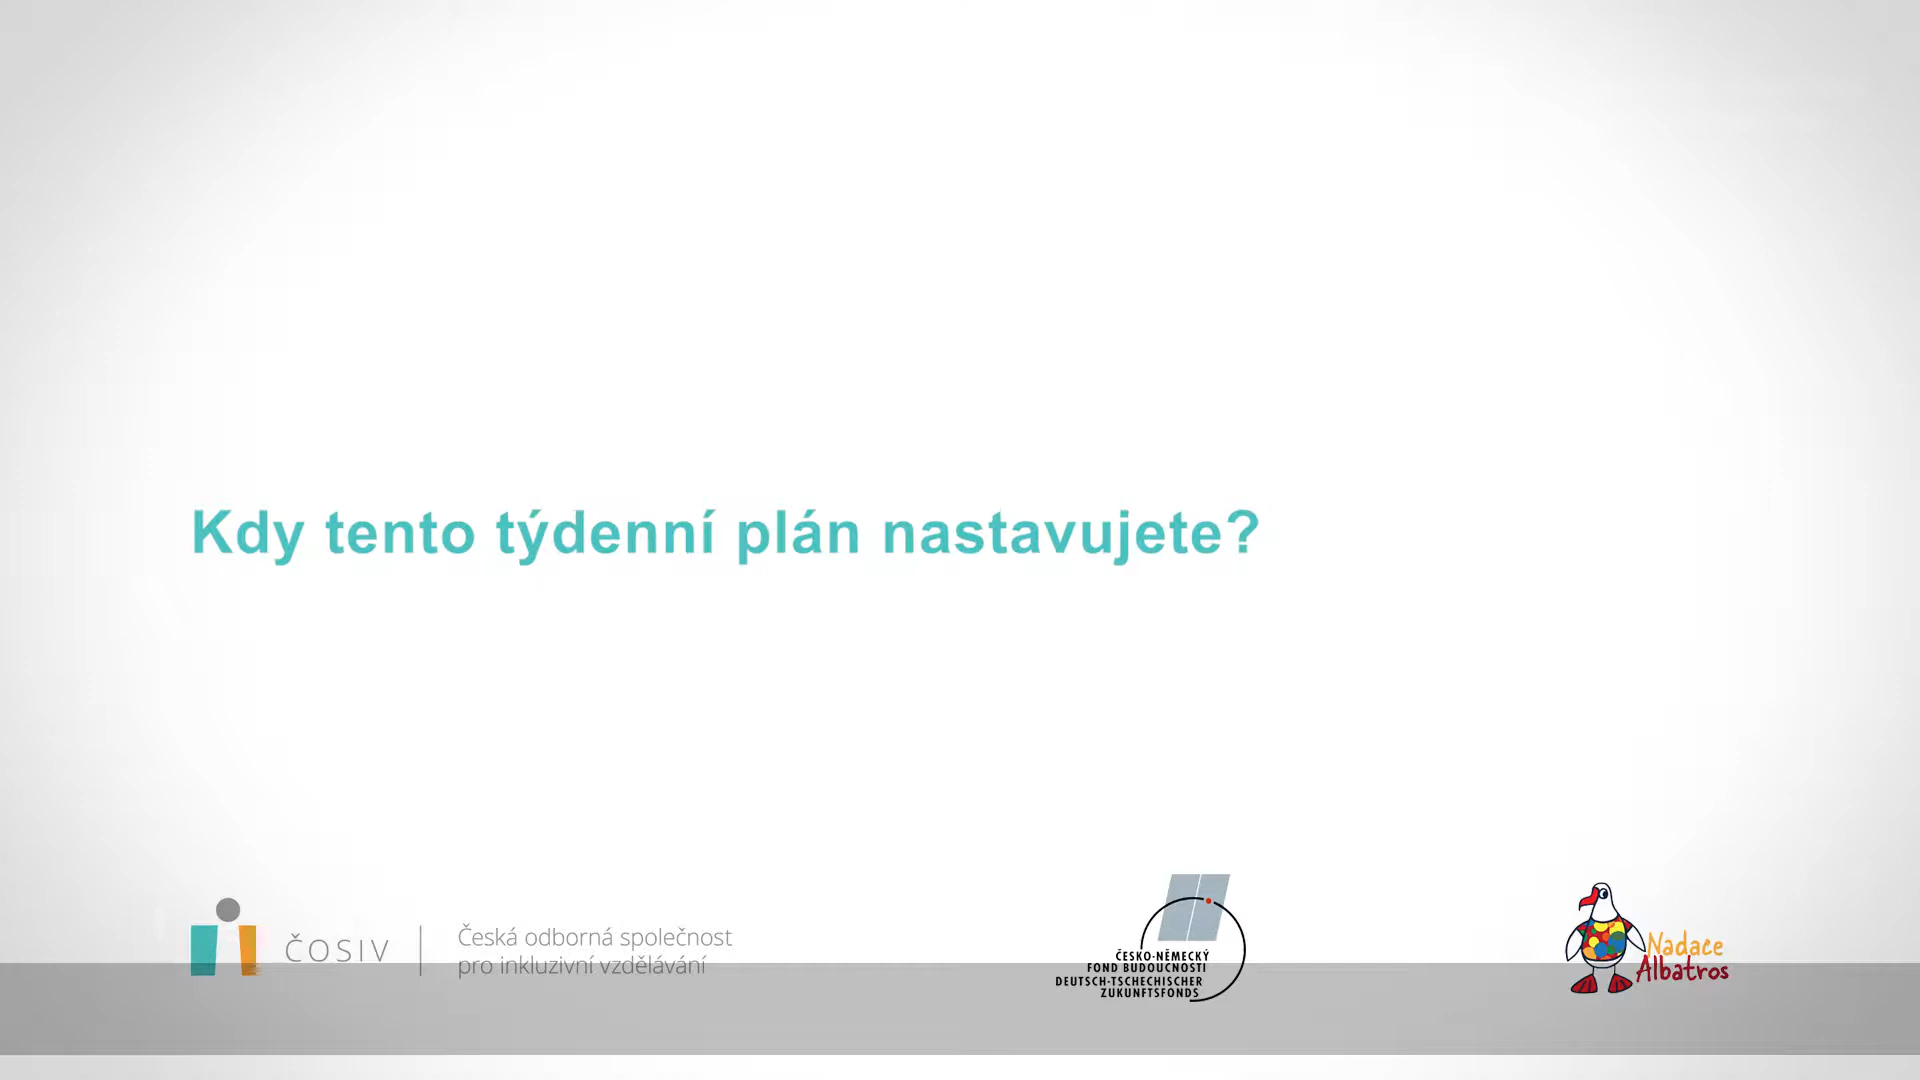 Kdy tento týdenní plán nastavujete?
ČOSIV
Česká odborná společnost
pro inkluzivní vzdělávání
ČESKO-NĚMECKÝ
FOND BUDOUCNOSTI
DEUTSCH-TSCHECHISCHER
ZUKUNFTSFONDS
Nadace
Albatros